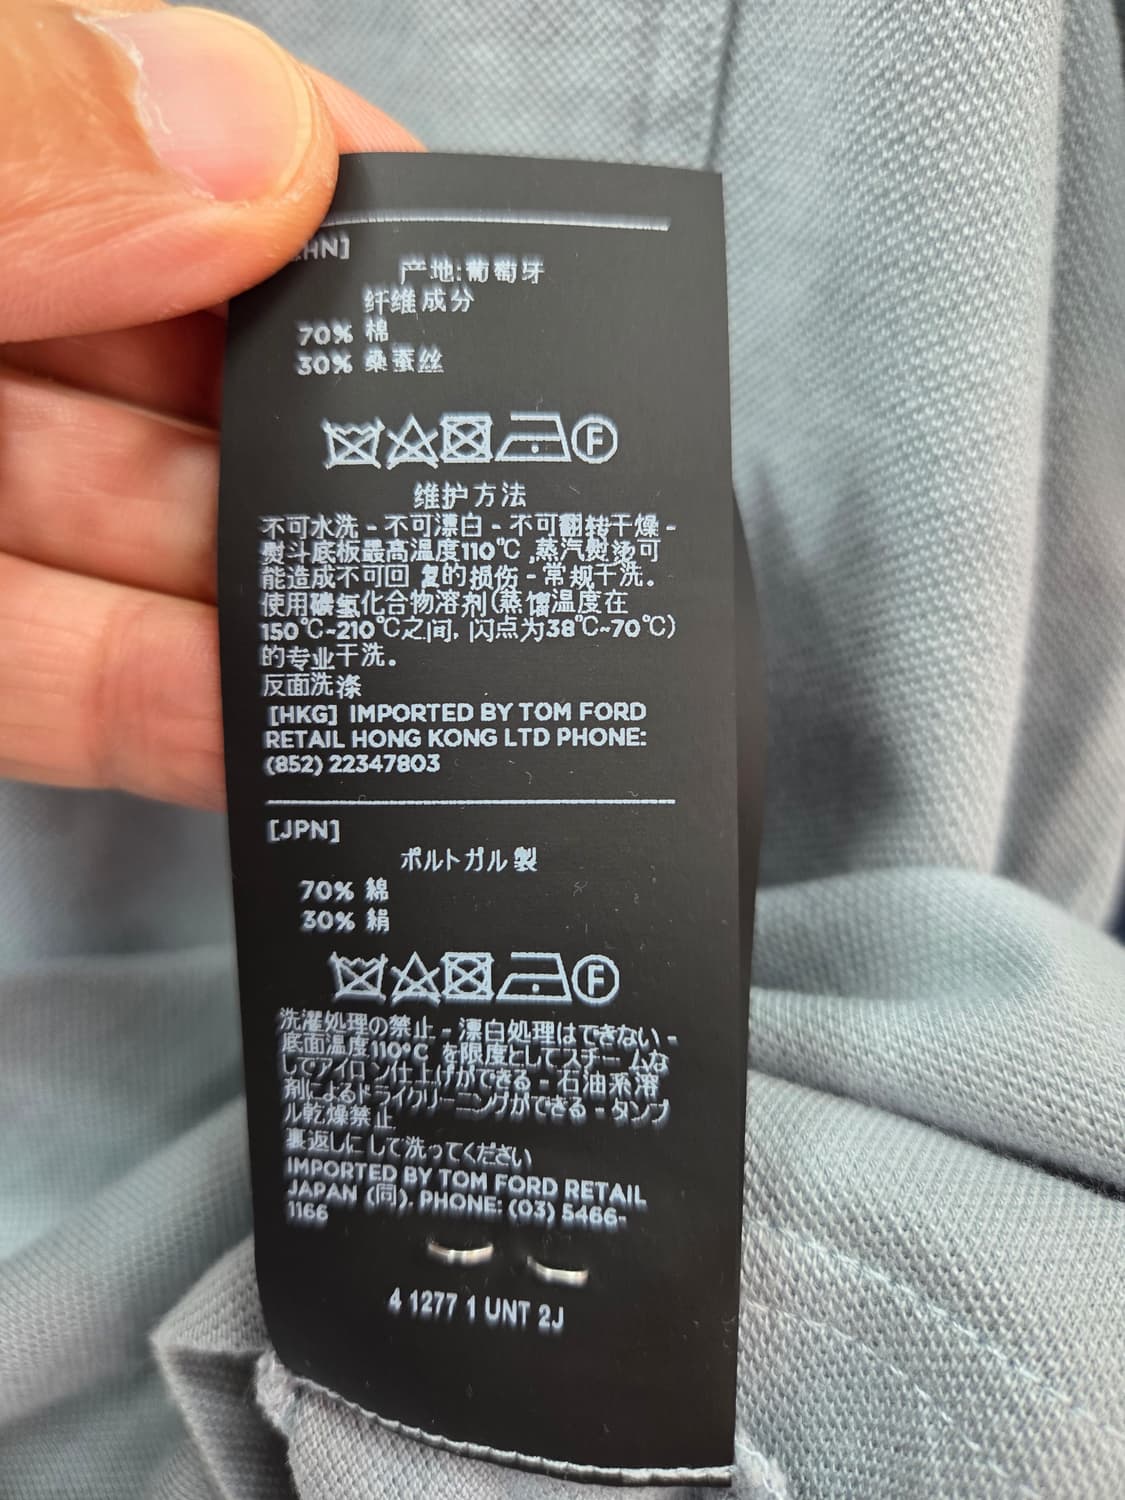 HN]
产地:葡萄牙
纤维成分
70% 棉
30% 桑蚕丝
F
维护方法
不可水洗 - 不可漂白 - 不可翻转干燥 -
熨斗底板最高温度110℃ ,蒸汽熨烫可
能造成不可回 复的损伤 - 常规干洗。
使用碳氢化合物溶剂(蒸馏温度在
150℃~210℃之间, 闪点为38℃~70℃)
的专业干洗。
反面洗涤
[HKG] IMPORTED BY TOM FORD
RETAIL HONG KONG LTD PHONE:
(852) 22347803
[JPN]
ポルトガル 製
70% 綿
30% 絹
F
洗濯処理の禁止 - 漂白処理はできない -
底面温度110°C を限度としてスチー ムな
しでアイロ ン仕上げができる - 石油系溶
剤によるドライクリーニングができる - タンブ
ル乾燥禁止
裏返しに して洗ってください
IMPORTED BY TOM FORD RETAIL
JAPAN (同). PHONE: (03) 5466-
1166
4 1277 1 UNT 2J